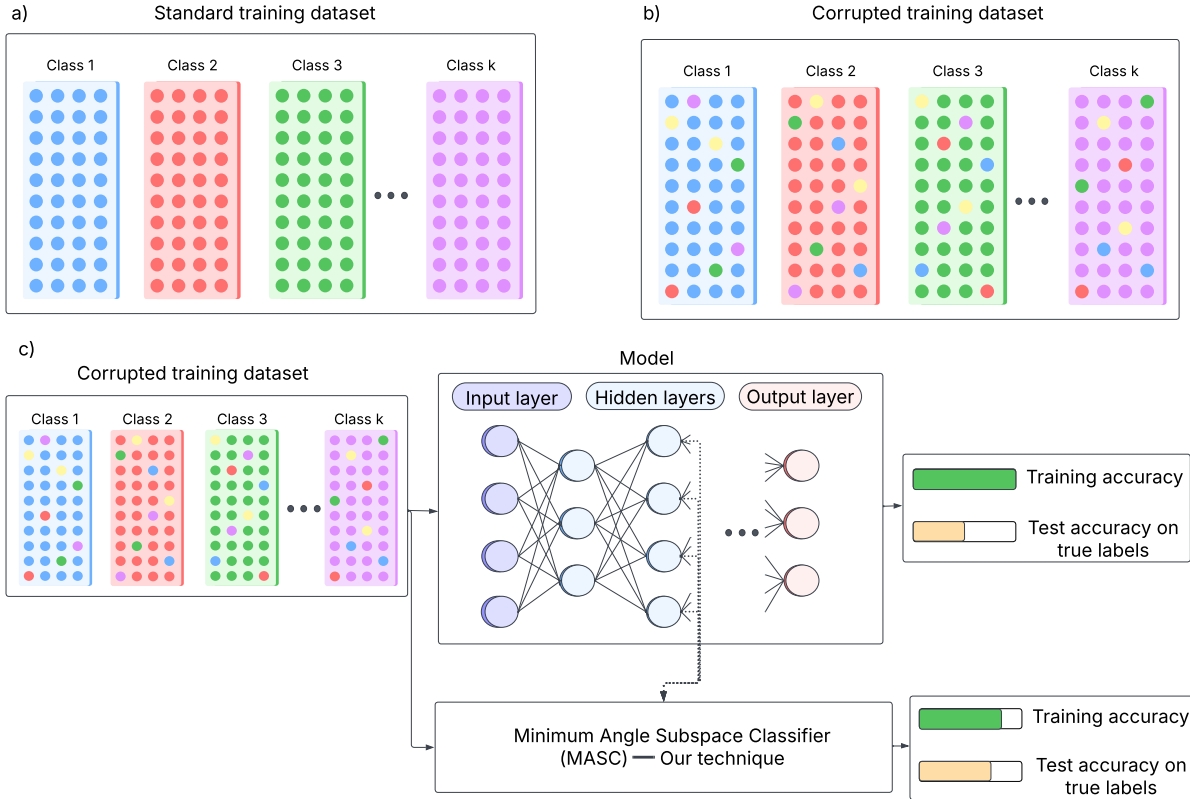 a)
Standard training dataset
Class 1
Class 2
Class 3
Class k
b)
Corrupted training dataset
Class 1
Class 2
Class 3
Class k
c)
Corrupted training dataset
Class 1
Class 2
Class 3
Class k
Model
Input layer
Hidden layers
Output layer
Training accuracy
Test accuracy on
true labels
Minimum Angle Subspace Classifier
(MASC) — Our technique
Training accuracy
Test accuracy on
true labels